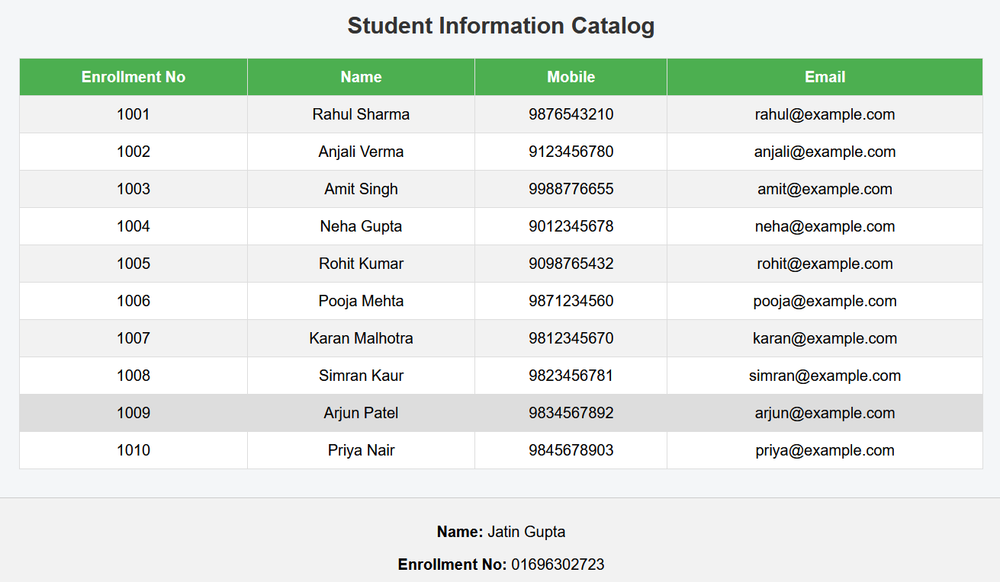 Student Information Catalog
Enrollment No Name Mobile Email
1001 Rahul Sharma 9876543210 rahul@example.com
1002 Anjali Verma 9123456780 anjali@example.com
1003 Amit Singh 9988776655 amit@example.com
1004 Neha Gupta 9012345678 neha@example.com
1005 Rohit Kumar 9098765432 rohit@example.com
1006 Pooja Mehta 9871234560 pooja@example.com
1007 Karan Malhotra 9812345670 karan@example.com
1008 Simran Kaur 9823456781 simran@example.com
1009 Arjun Patel 9834567892 arjun@example.com
1010 Priya Nair 9845678903 priya@example.com
Name: Jatin Gupta
Enrollment No: 01696302723